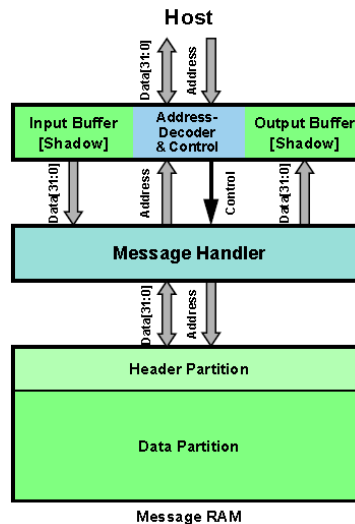 Host
Data[31:0]
Address
Input Buffer
[Shadow]
Address-
Decoder
& Control
Output Buffer
[Shadow]
Data[31:0]
Address
Control
Data[31:0]
Message Handler
Data[31:0]
Address
Header Partition
Data Partition
Message RAM